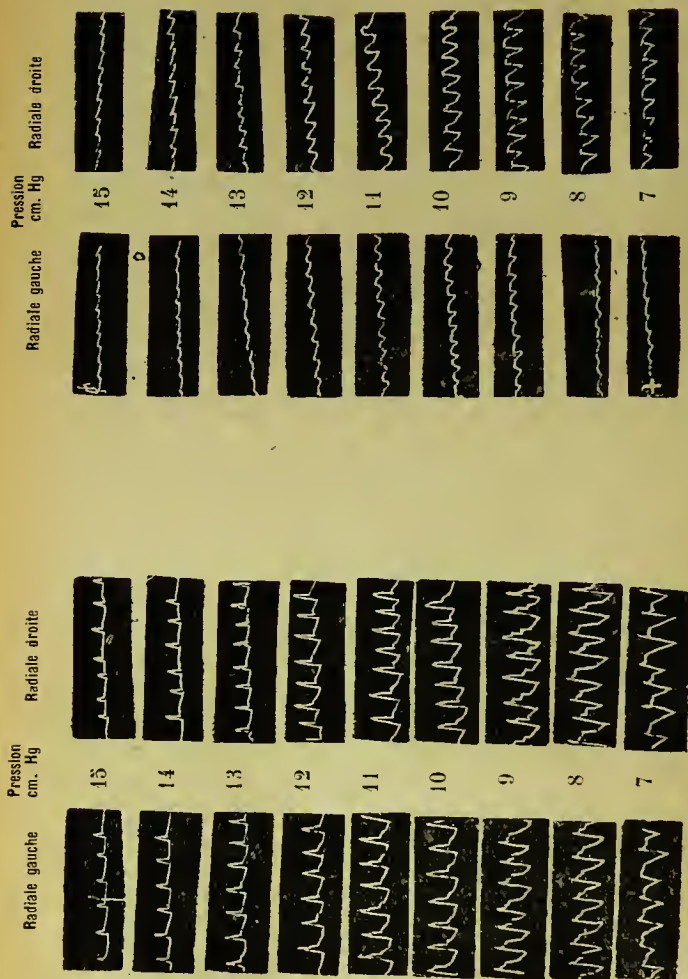 Radiale gauche
Pression
cm. Hg
Radiale droite
15
14
13
12
11
10
9
8
7
Radiale gauche
Pression
cm. Hg
Radiale droite
15
14
13
12
11
10
9
8
7